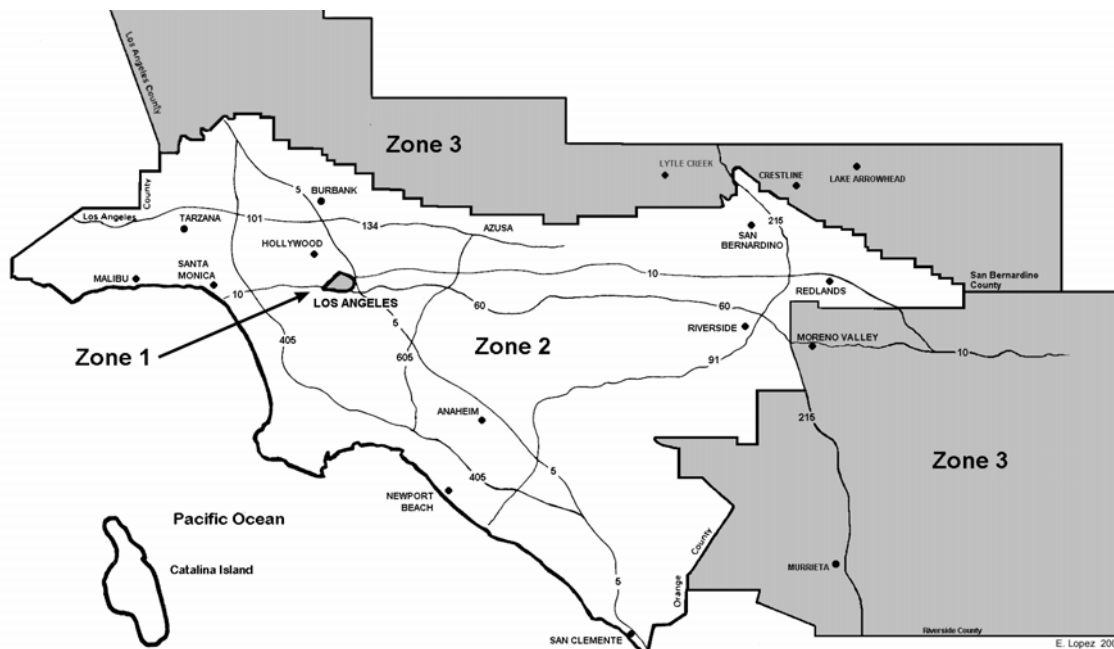 Los Angeles County
Zone 3
LYTLE CREEK
CRESTLINE
LAKE ARROWHEAD
5
BURBANK
County
Los Angeles
TARZANA
101
134
AZUSA
215
SAN
BERNARDINO
HOLLYWOOD
MALIBU
SANTA
MONICA
10
LOS ANGELES
10
60
60
REDLANDS
San Bernardino
County
Zone 1
405
5
605
Zone 2
RIVERSIDE
91
MORENO VALLEY
10
ANAHEIM
215
Zone 3
405
5
NEWPORT
BEACH
Pacific Ocean
Catalina Island
County
Orange
5
MURRIETA
SAN CLEMENTE
Riverside County
E. Lopez 200